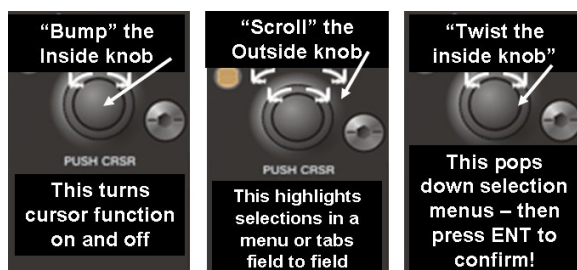 “Bump” the
Inside knob
PUSH CRSR
This turns
cursor function
on and off
“Scroll” the
Outside knob
PUSH CRSR
This highlights
selections in a
menu or tabs
field to field
“Twist the
inside knob”
This pops
down selection
menus – then
press ENT to
confirm!